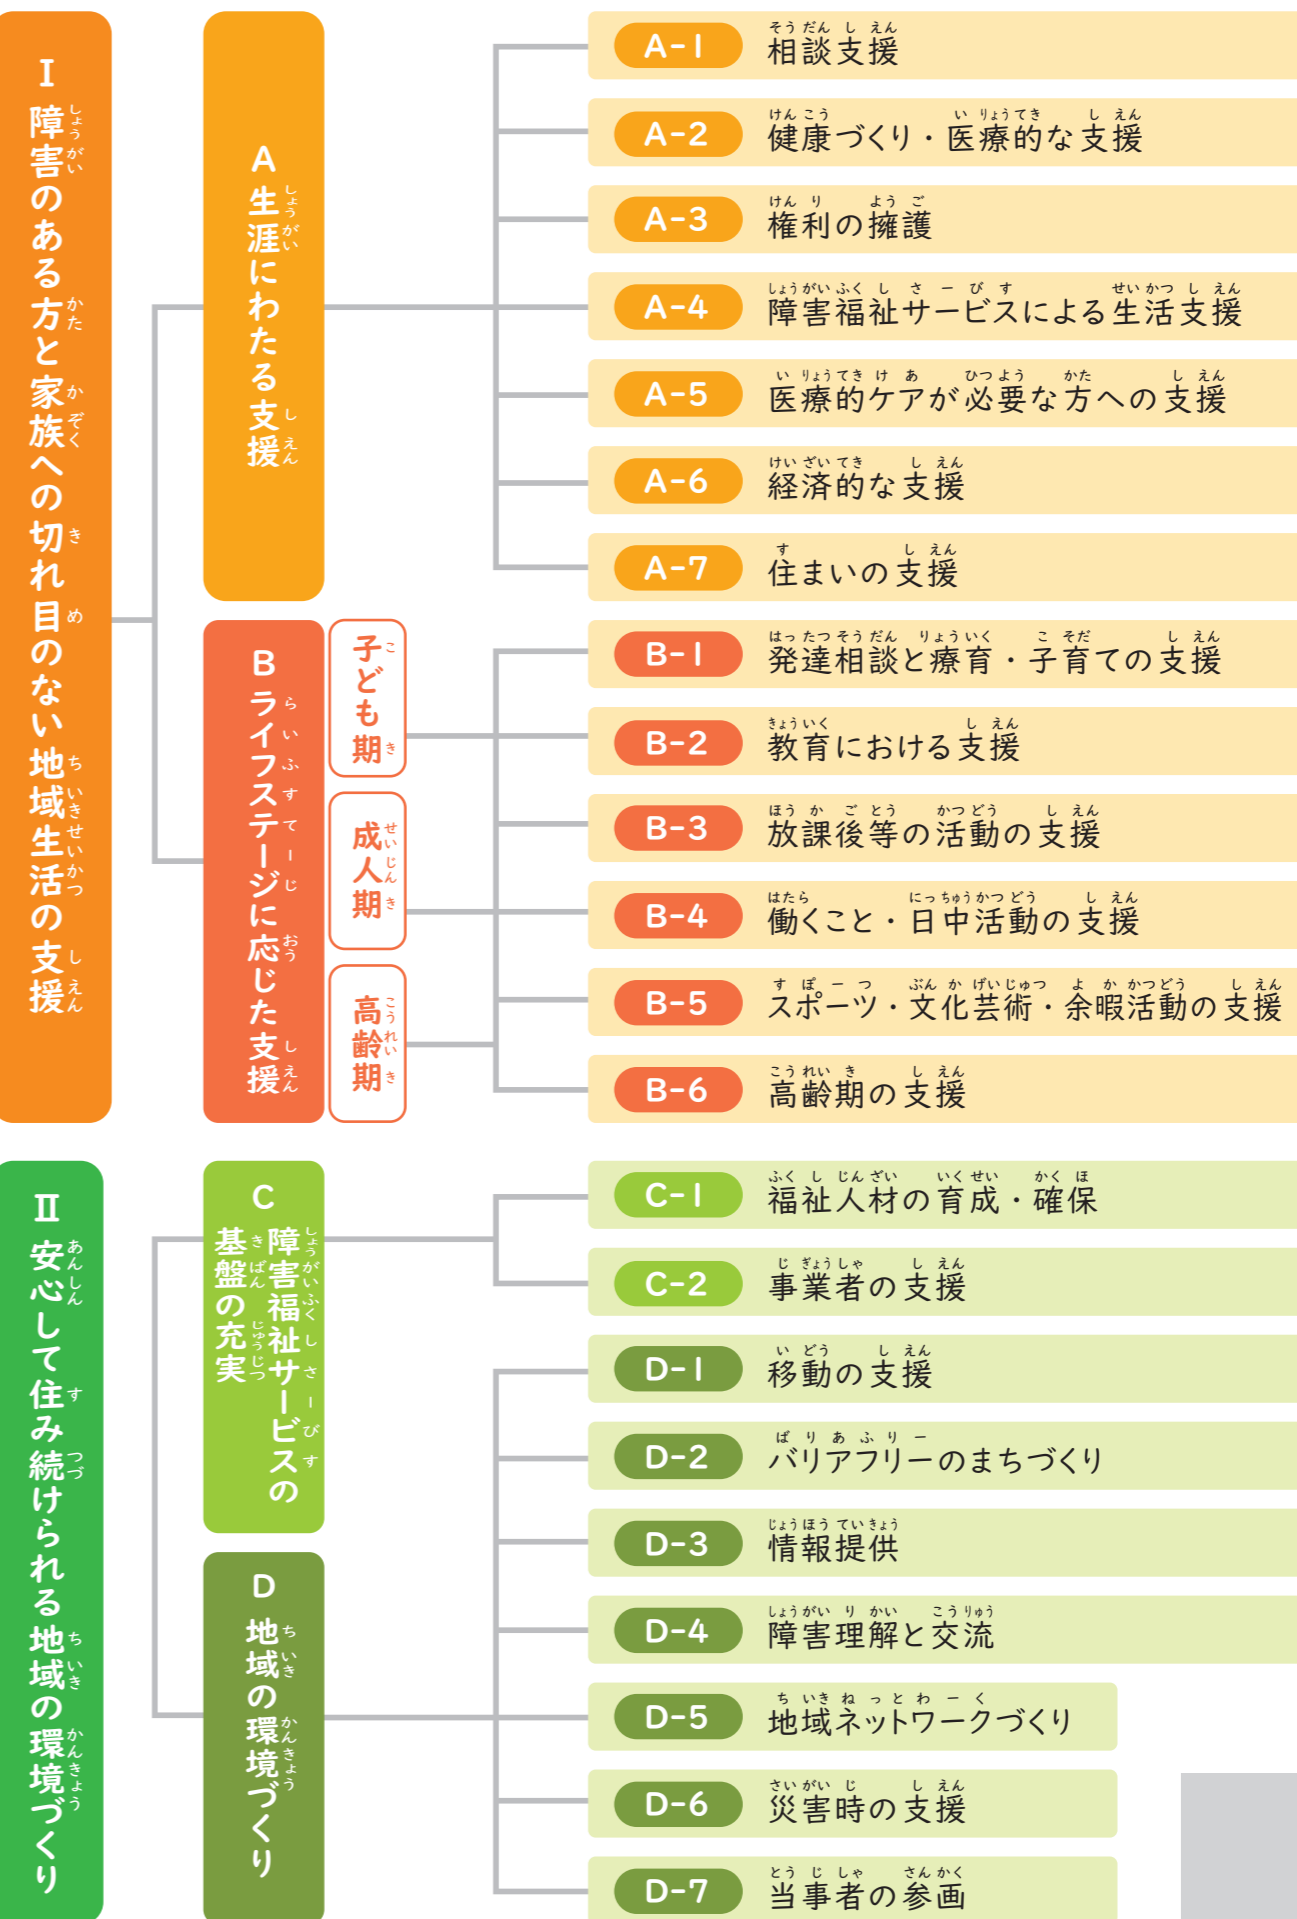 Ⅰ 障害のある方と家族への切れ目のない地域生活の支援
A 生涯にわたる支援
A-1 相談支援
A-2 健康づくり・医療的な支援
A-3 権利の擁護
A-4 障害福祉サービスによる生活支援
A-5 医療的ケアが必要な方への支援
A-6 経済的な支援
A-7 住まいの支援
B ライフステージに応じた支援
子ども期
成人期
高齢期
B-1 発達相談と療育・子育ての支援
B-2 教育における支援
B-3 放課後等の活動の支援
B-4 働くこと・日中活動の支援
B-5 スポーツ・文化芸術・余暇活動の支援
B-6 高齢期の支援
Ⅱ 安心して住み続けられる地域の環境づくり
C 障害福祉サービスの
基盤の充実
C-1 福祉人材の育成・確保
C-2 事業者の支援
D 地域の環境づくり
D-1 移動の支援
D-2 バリアフリーのまちづくり
D-3 情報提供
D-4 障害理解と交流
D-5 地域ネットワークづくり
D-6 災害時の支援
D-7 当事者の参画